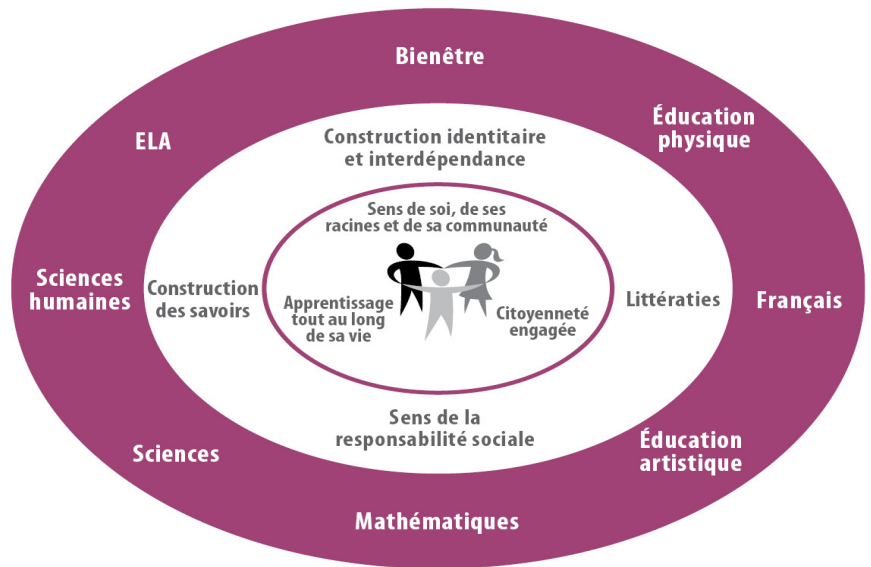 Bienêtre
ELA
Éducation
physique
Construction identitaire
et interdépendance
Sens de soi, de ses
racines et de sa communauté
Sciences
humaines
Construction
des savoirs
Apprentissage
tout au long
de sa vie
Citoyenneté
engagée
Littératies
Français
Sens de la
responsabilité sociale
Sciences
Éducation
artistique
Mathématiques